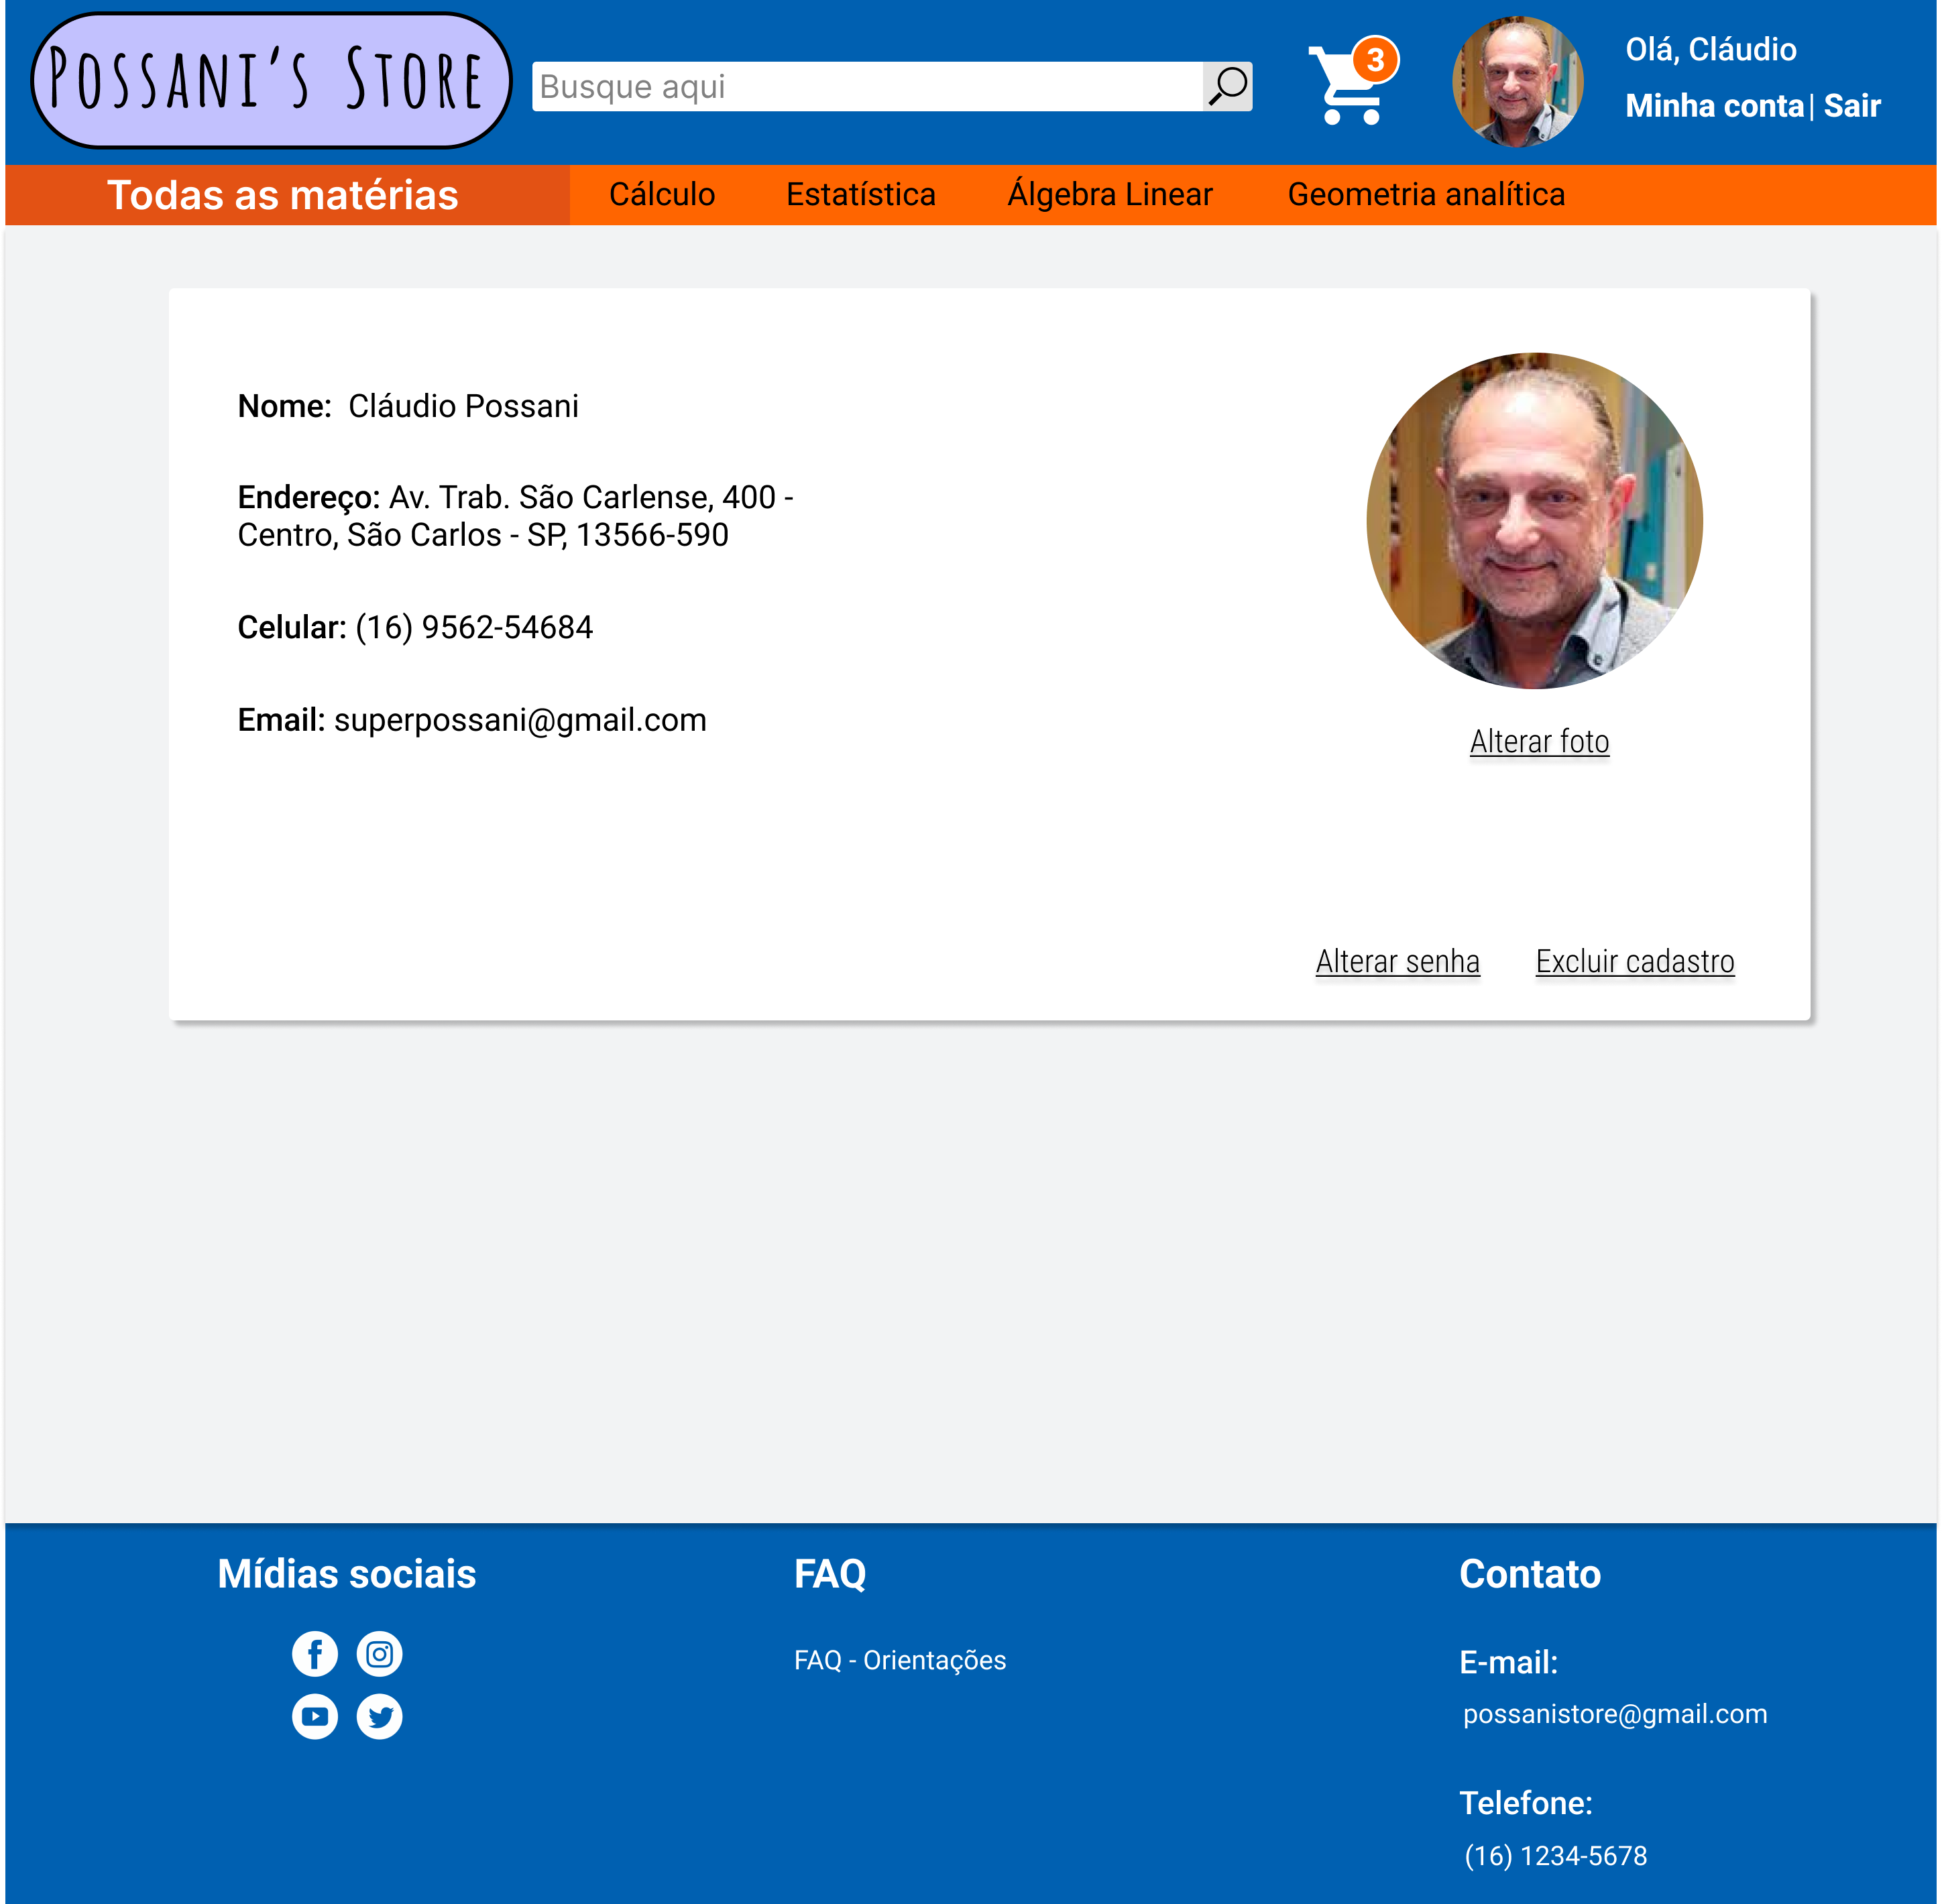 Possani's Store
Busque aqui
3
Olá, Cláudio
Minha conta| Sair
Todas as matérias
Cálculo
Estatística
Álgebra Linear
Geometria analítica
Nome: Cláudio Possani
Endereço: Av. Trab. São Carlense, 400 -
Centro, São Carlos - SP, 13566-590
Celular: (16) 9562-54684
Email: superpossani@gmail.com
Alterar foto
Alterar senha
Excluir cadastro
Mídias sociais
FAQ
FAQ - Orientações
Contato
E-mail:
possanistore@gmail.com
Telefone:
(16) 1234-5678